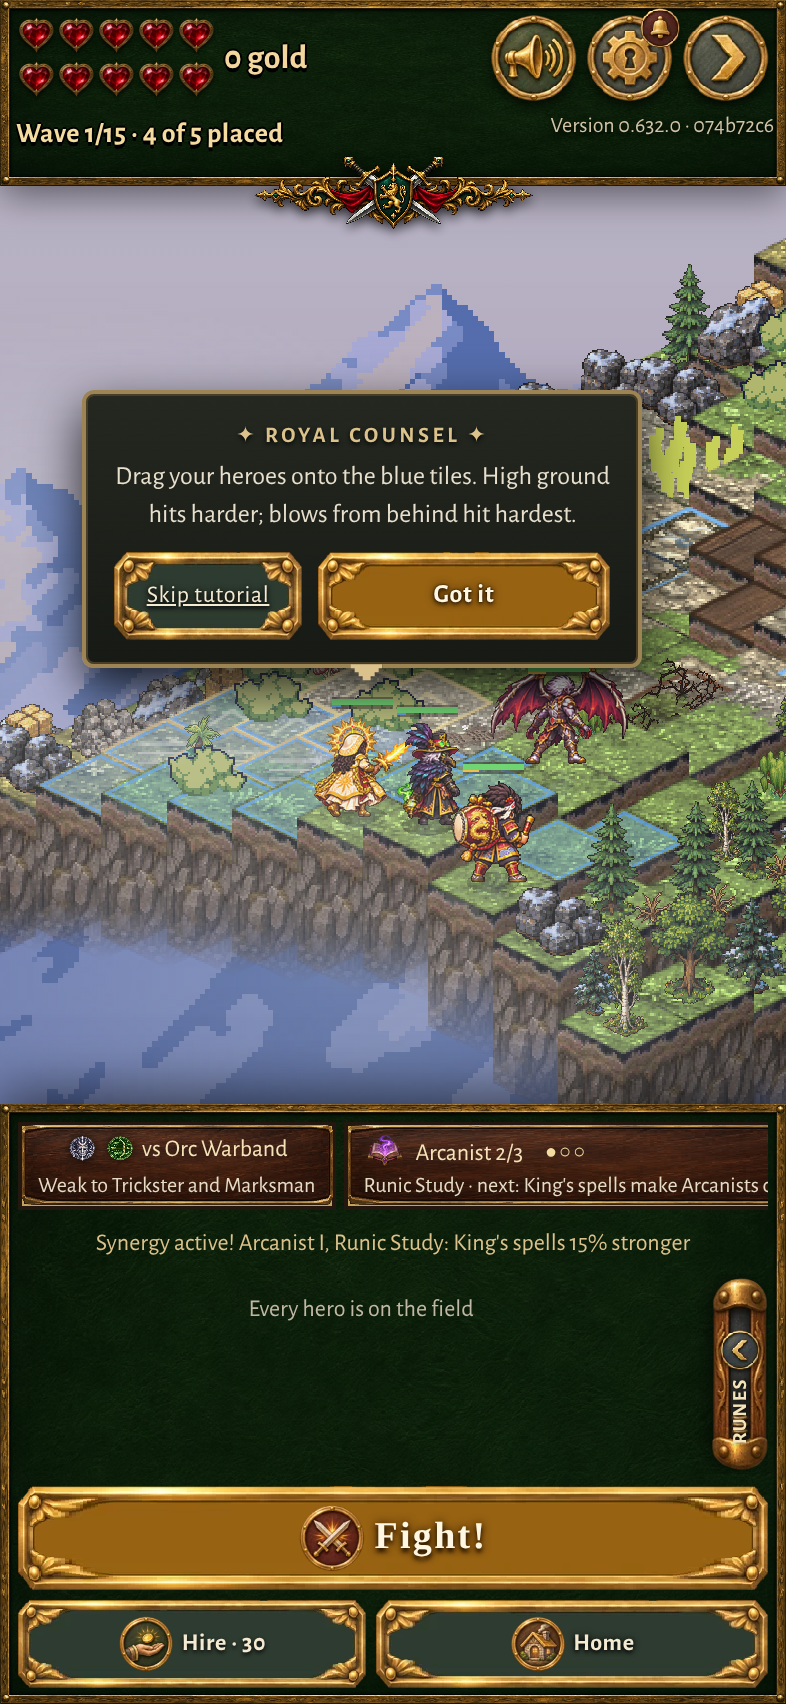 0 gold
Wave 1/15 · 4 of 5 placed
Version 0.632.0 · 074b72c6
✦ ROYAL COUNSEL ✦
Drag your heroes onto the blue tiles. High ground
hits harder; blows from behind hit hardest.
Skip tutorial
Got it
vs Orc Warband
Weak to Trickster and Marksman
Arcanist 2/3 ●○○
Runic Study · next: King's spells make Arcanists
Synergy active! Arcanist I, Runic Study: King's spells 15% stronger
Every hero is on the field
RUNES
Fight!
Hire · 30
Home